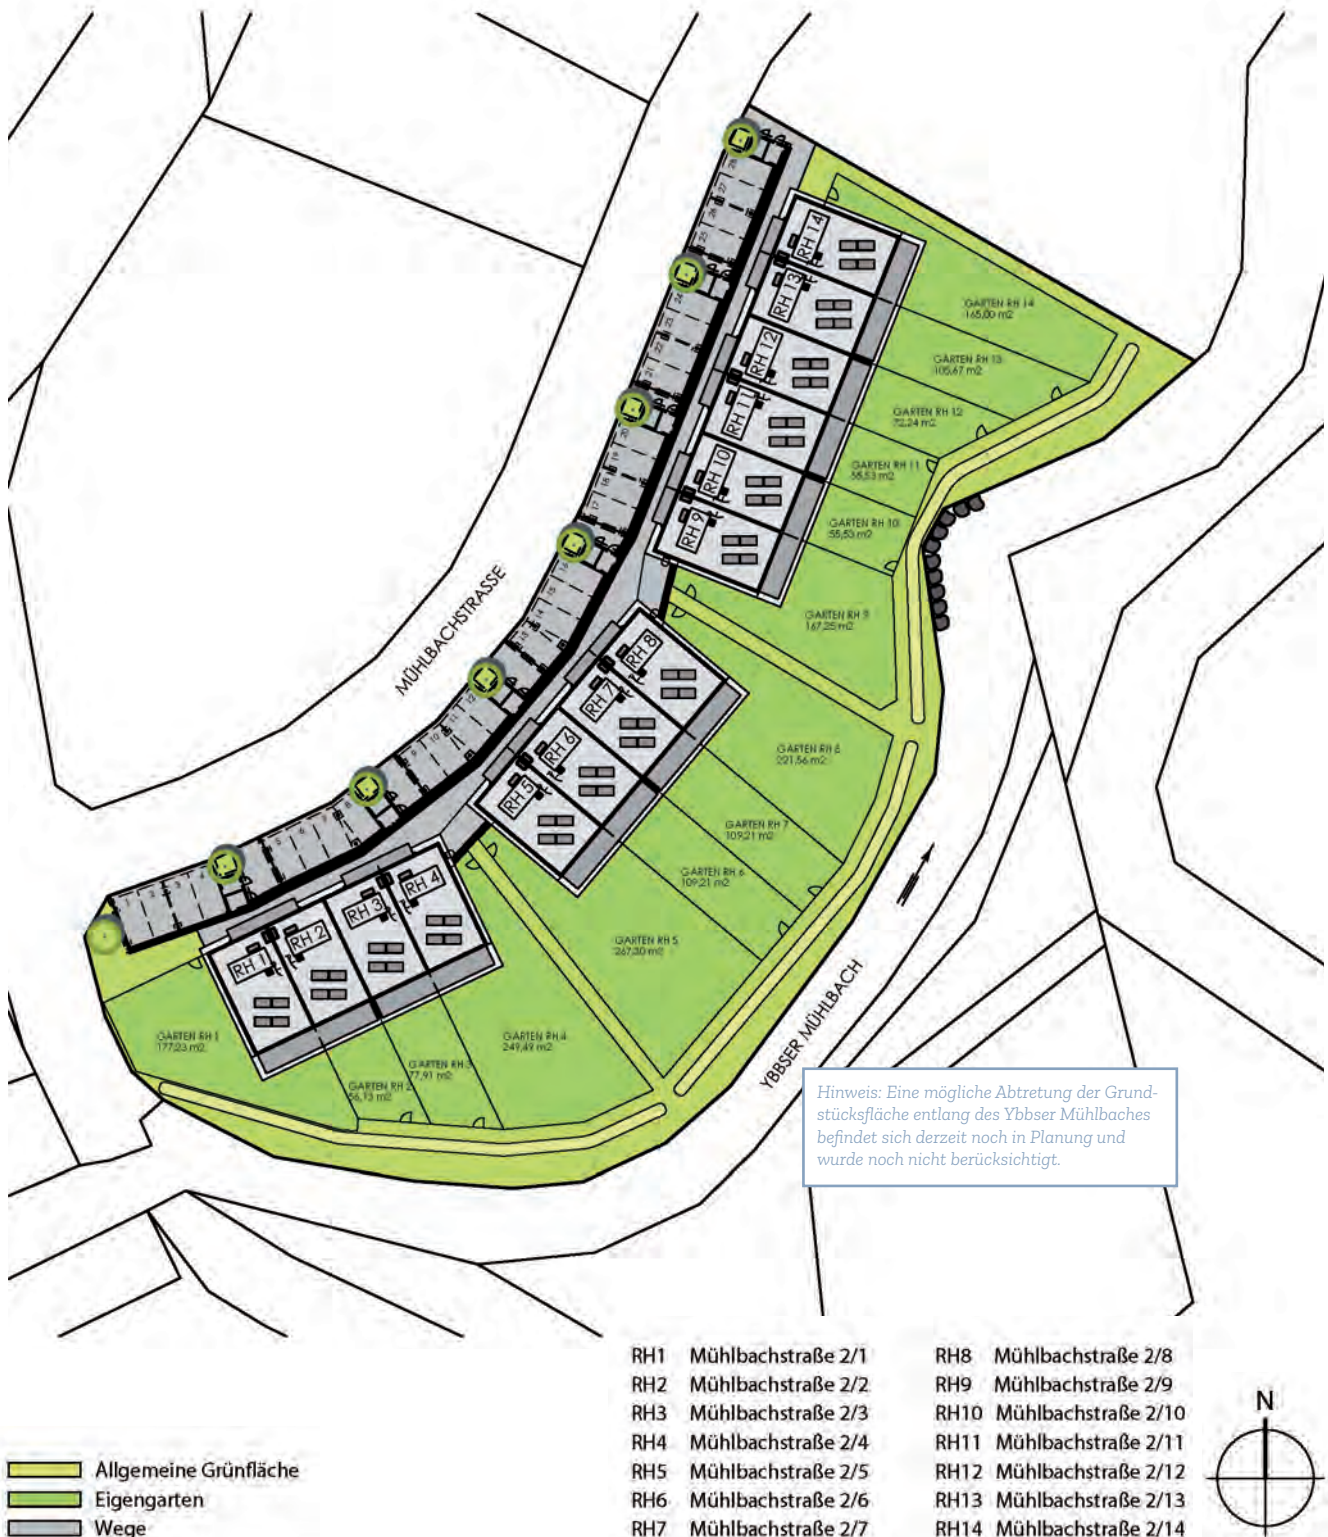 RH 14
RH 13
RH 12
RH 11
RH 10
RH 9
RH 8
RH 7
RH 6
RH 5
RH 4
RH 3
RH 2
RH 1
GARTEN RH 14
165,00 m2
GARTEN RH 13
105,67 m2
GARTEN RH 12
72,24 m2
GARTEN RH 11
55,53 m2
GARTEN RH 10
55,53 m2
GARTEN RH 9
167,25 m2
GARTEN RH 8
221,56 m2
GARTEN RH 7
109,21 m2
GARTEN RH 6
109,21 m2
GARTEN RH 5
267,30 m2
GARTEN RH 4
249,49 m2
GARTEN RH 3
77,91 m2
GARTEN RH 2
56,13 m2
GARTEN RH 1
177,23 m2
MÜHLBACHSTRASSE
YBBSER MÜHLBACH
Hinweis: Eine mögliche Abtretung der Grund-
stücksfläche entlang des Ybbser Mühlbaches
befindet sich derzeit noch in Planung und
wurde noch nicht berücksichtigt.
RH1 Mühlbachstraße 2/1
RH2 Mühlbachstraße 2/2
RH3 Mühlbachstraße 2/3
RH4 Mühlbachstraße 2/4
RH5 Mühlbachstraße 2/5
RH6 Mühlbachstraße 2/6
RH7 Mühlbachstraße 2/7
RH8 Mühlbachstraße 2/8
RH9 Mühlbachstraße 2/9
RH10 Mühlbachstraße 2/10
RH11 Mühlbachstraße 2/11
RH12 Mühlbachstraße 2/12
RH13 Mühlbachstraße 2/13
RH14 Mühlbachstraße 2/14
N
Allgemeine Grünfläche
Eigengarten
Wege